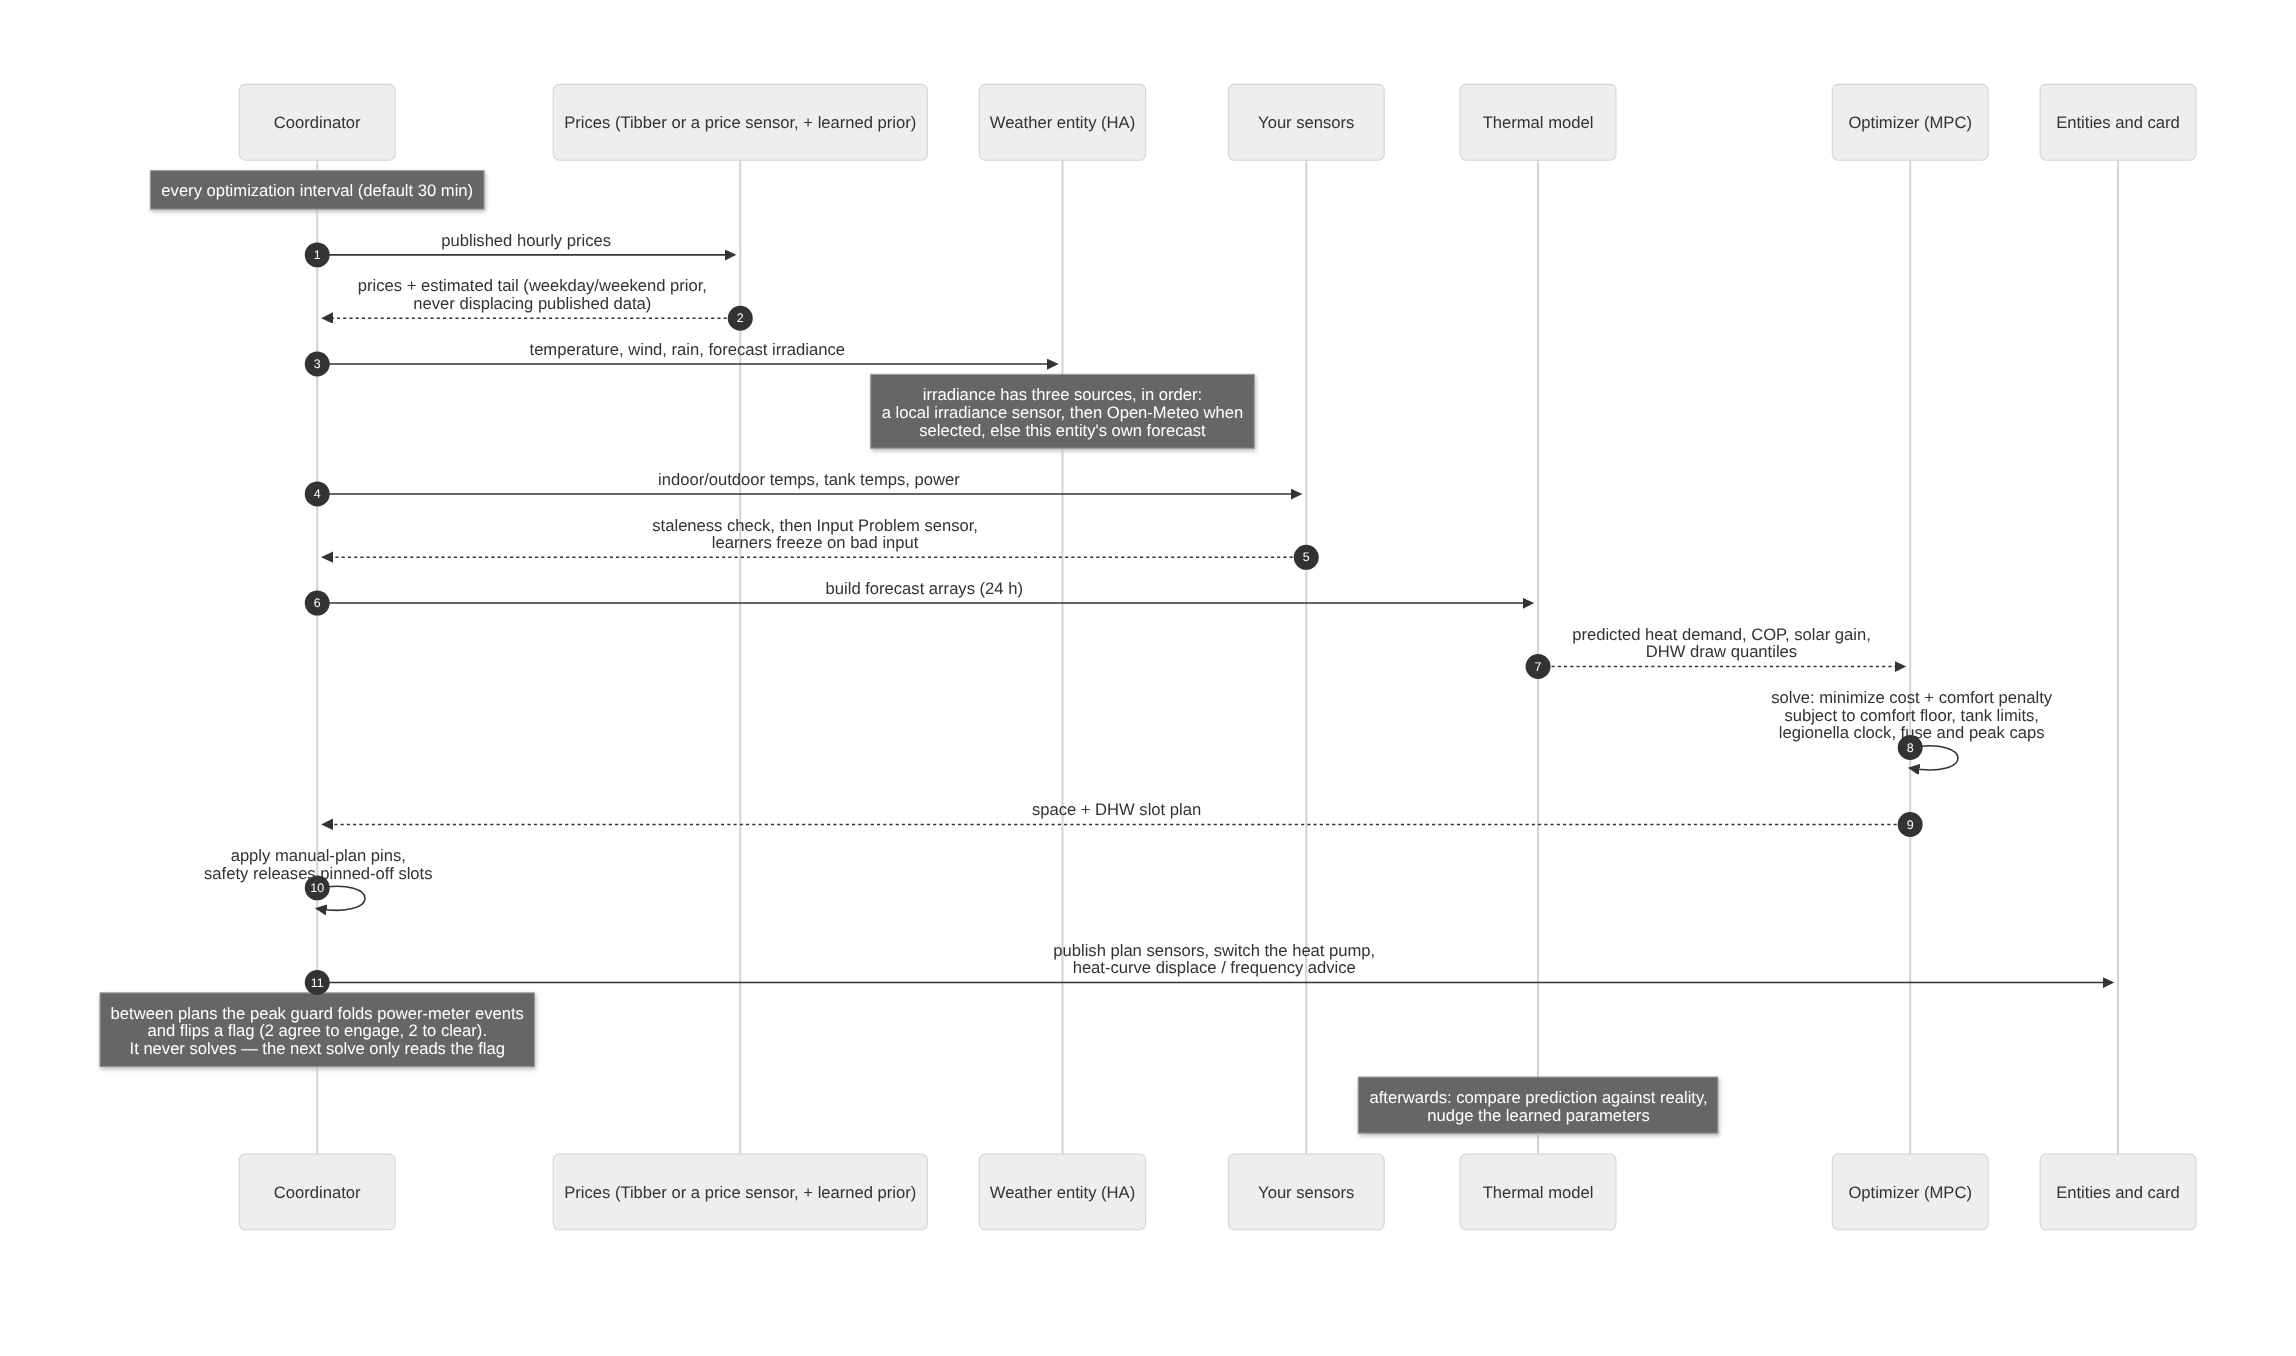 Coordinator
Prices (Tibber or a price sensor, + learned prior)
Weather entity (HA)
Your sensors
Thermal model
Optimizer (MPC)
Entities and card
every optimization interval (default 30 min)
published hourly prices
1
prices + estimated tail (weekday/weekend prior,
never displacing published data)
2
temperature, wind, rain, forecast irradiance
3
irradiance has three sources, in order:
a local irradiance sensor, then Open-Meteo when
selected, else this entity's own forecast
indoor/outdoor temps, tank temps, power
4
staleness check, then Input Problem sensor,
learners freeze on bad input
5
build forecast arrays (24 h)
6
predicted heat demand, COP, solar gain,
DHW draw quantiles
7
solve: minimize cost + comfort penalty
subject to comfort floor, tank limits,
legionella clock, fuse and peak caps
8
space + DHW slot plan
9
apply manual-plan pins,
safety releases pinned-off slots
10
publish plan sensors, switch the heat pump,
heat-curve displace / frequency advice
11
between plans the peak guard folds power-meter events
and flips a flag (2 agree to engage, 2 to clear).
It never solves — the next solve only reads the flag
afterwards: compare prediction against reality,
nudge the learned parameters
Coordinator
Prices (Tibber or a price sensor, + learned prior)
Weather entity (HA)
Your sensors
Thermal model
Optimizer (MPC)
Entities and card